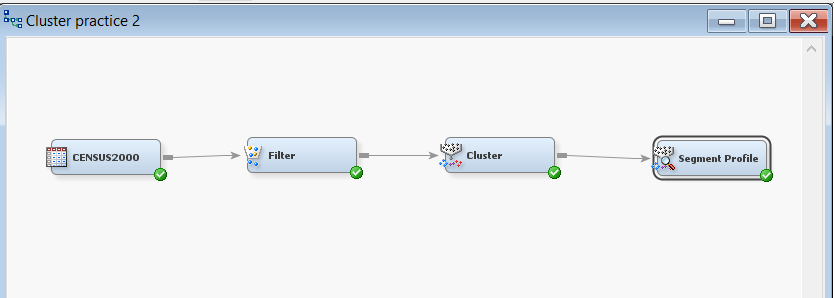 Cluster practice 2
CENSUS2000
Filter
Cluster
Segment Profile